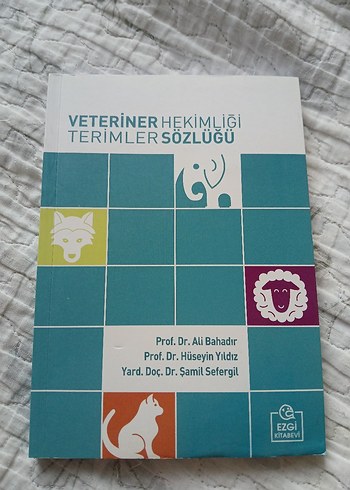 VETERİNER HEKİMLİĞİ
TERİMLER SÖZLÜĞÜ
Prof. Dr. Ali Bahadır
Prof. Dr. Hüseyin Yıldız
Yard. Doç. Dr. Şamil Sefergil
EZGİ
KİTABEVİ